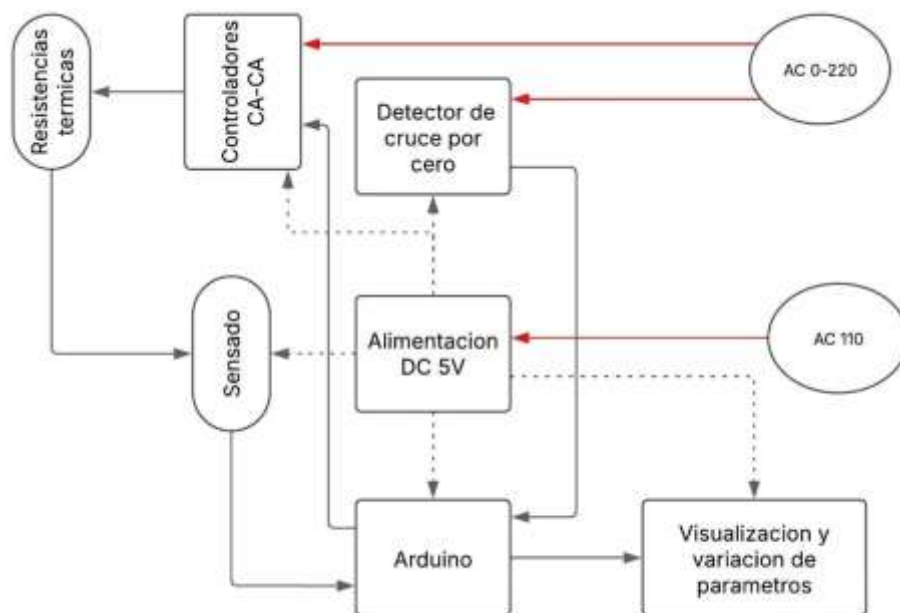 Resistencias
termicas
Controladores
CA-CA
AC 0-220
Detector de
cruce por
cero
Sensado
Alimentacion
DC 5V
AC 110
Arduino
Visualizacion y
variacion de
parametros